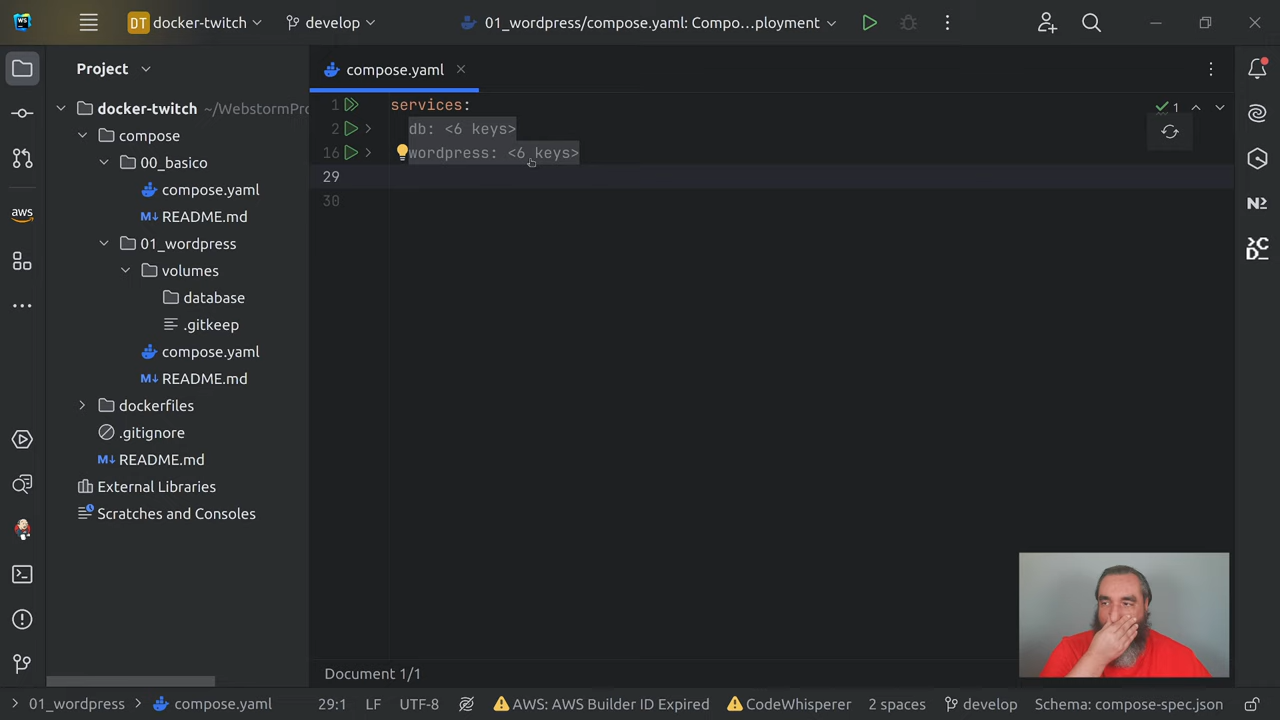 DT docker-twitch
develop
01_wordpress/compose.yaml: Compo...ployment
Project
compose.yaml
docker-twitch ~/WebstormPro
compose
00_basico
compose.yaml
README.md
01_wordpress
volumes
database
.gitkeep
compose.yaml
README.md
dockerfiles
.gitignore
README.md
External Libraries
Scratches and Consoles
aws
1 services:
2 db: <6 keys>
16 wordpress: <6 keys>
29
30
1
Document 1/1
01_wordpress > compose.yaml
29:1 LF UTF-8 AWS: AWS Builder ID Expired CodeWhisperer 2 spaces develop Schema: compose-spec.json